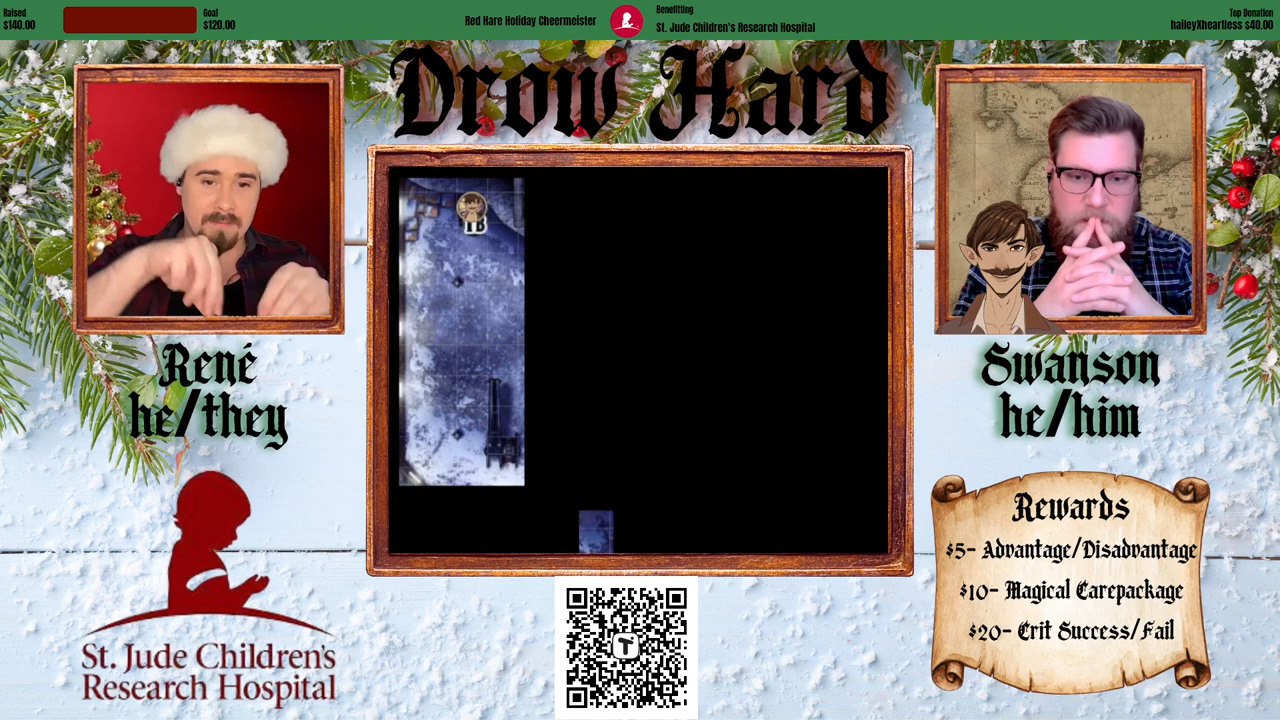 Raised
$140.00
Goal
$120.00
Red Hare Holiday Cheermeister
Benefitting
St. Jude Children's Research Hospital
Top Donation
haileyXheartless $40.00
Drow Hard
René
he/they
Swanson
he/him
St. Jude Children's
Research Hospital
Rewards
$5- Advantage/Disadvantage
$10- Magical Carepackage
$20- Crit Success/Fail